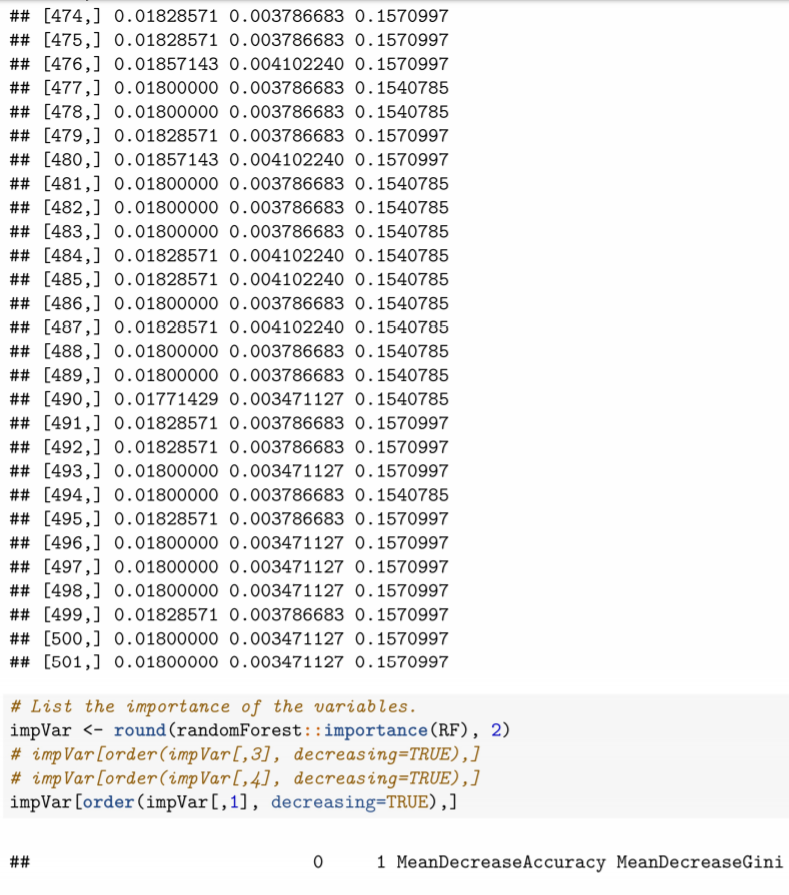 ## [474,] 0.01828571 0.003786683 0.1570997
## [475,] 0.01828571 0.003786683 0.1570997
## [476,] 0.01857143 0.004102240 0.1570997
## [477,] 0.01800000 0.003786683 0.1540785
## [478,] 0.01800000 0.003786683 0.1540785
## [479,] 0.01828571 0.003786683 0.1570997
## [480,] 0.01857143 0.004102240 0.1570997
## [481,] 0.01800000 0.003786683 0.1540785
## [482,] 0.01800000 0.003786683 0.1540785
## [483,] 0.01800000 0.003786683 0.1540785
## [484,] 0.01828571 0.004102240 0.1540785
## [485,] 0.01828571 0.004102240 0.1540785
## [486,] 0.01800000 0.003786683 0.1540785
## [487,] 0.01828571 0.004102240 0.1540785
## [488,] 0.01800000 0.003786683 0.1540785
## [489,] 0.01800000 0.003786683 0.1540785
## [490,] 0.01771429 0.003471127 0.1540785
## [491,] 0.01828571 0.003786683 0.1570997
## [492,] 0.01828571 0.003786683 0.1570997
## [493,] 0.01800000 0.003471127 0.1570997
## [494,] 0.01800000 0.003786683 0.1540785
## [495,] 0.01828571 0.003786683 0.1570997
## [496,] 0.01800000 0.003471127 0.1570997
## [497,] 0.01800000 0.003471127 0.1570997
## [498,] 0.01800000 0.003471127 0.1570997
## [499,] 0.01828571 0.003786683 0.1570997
## [500,] 0.01800000 0.003471127 0.1570997
## [501,] 0.01800000 0.003471127 0.1570997
# List the importance of the variables.
impVar <- round(randomForest::importance(RF), 2)
# impVar[order(impVar[,3], decreasing=TRUE),]
# impVar[order(impVar[,4], decreasing=TRUE),]
impVar[order(impVar[,1], decreasing=TRUE),]
## 0 1 MeanDecreaseAccuracy MeanDecreaseGini